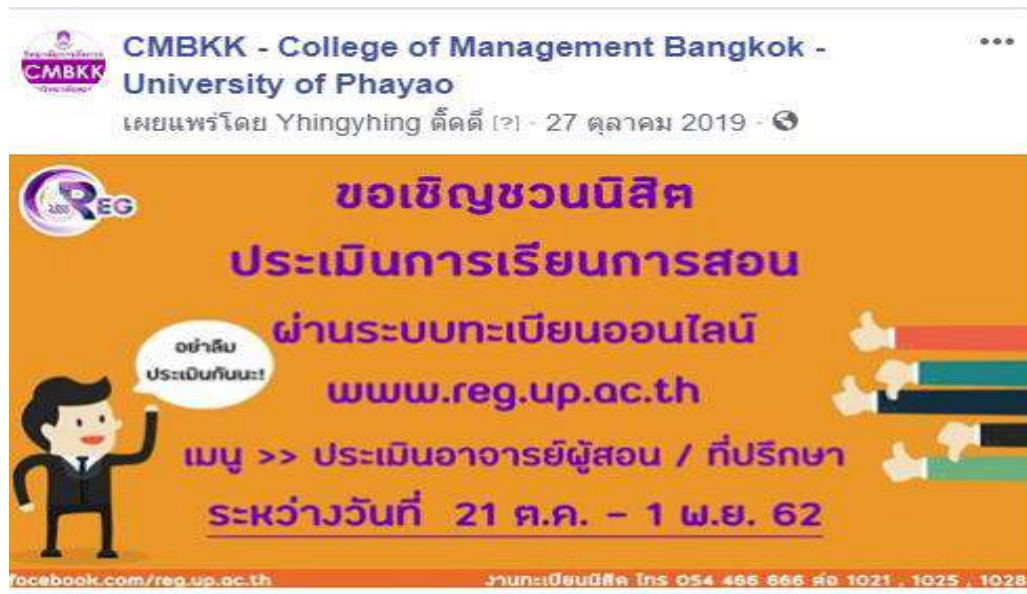 CMBKK - College of Management Bangkok -
University of Phayao
เผยแพร่โดย Yhingyhing ติ๊ดตี่ [?] · 27 ตุลาคม 2019 ·
CMBKK
REG
ขอเชิญชวนนิสิต
ประเมินการเรียนการสอน
ผ่านระบบทะเบียนออนไลน์
www.reg.up.ac.th
อย่าลืม
ประเมินกันนะ!
เมนู >> ประเมินอาจารย์ผู้สอน / ที่ปรึกษา
ระหว่างวันที่ 21 ต.ค. – 1 พ.ย. 62
facebook.com/reg.up.ac.th
งานทะเบียนนิสิต โทร 054 466 666 ต่อ 1021 , 1025 , 1028